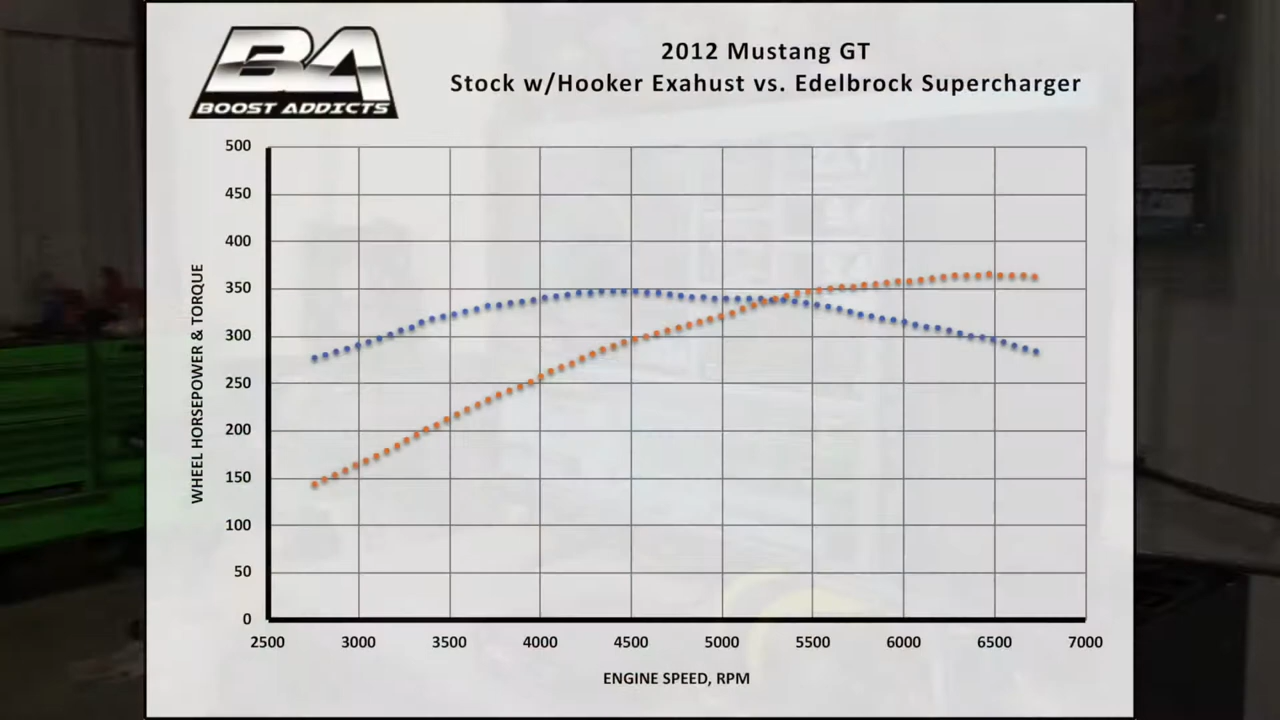 BA
BOOST ADDICTS
2012 Mustang GT
Stock w/Hooker Exahust vs. Edelbrock Supercharger
500
450
400
350
300
250
200
150
100
50
0
WHEEL HORSEPOWER & TORQUE
2500 3000 3500 4000 4500 5000 5500 6000 6500 7000
ENGINE SPEED, RPM